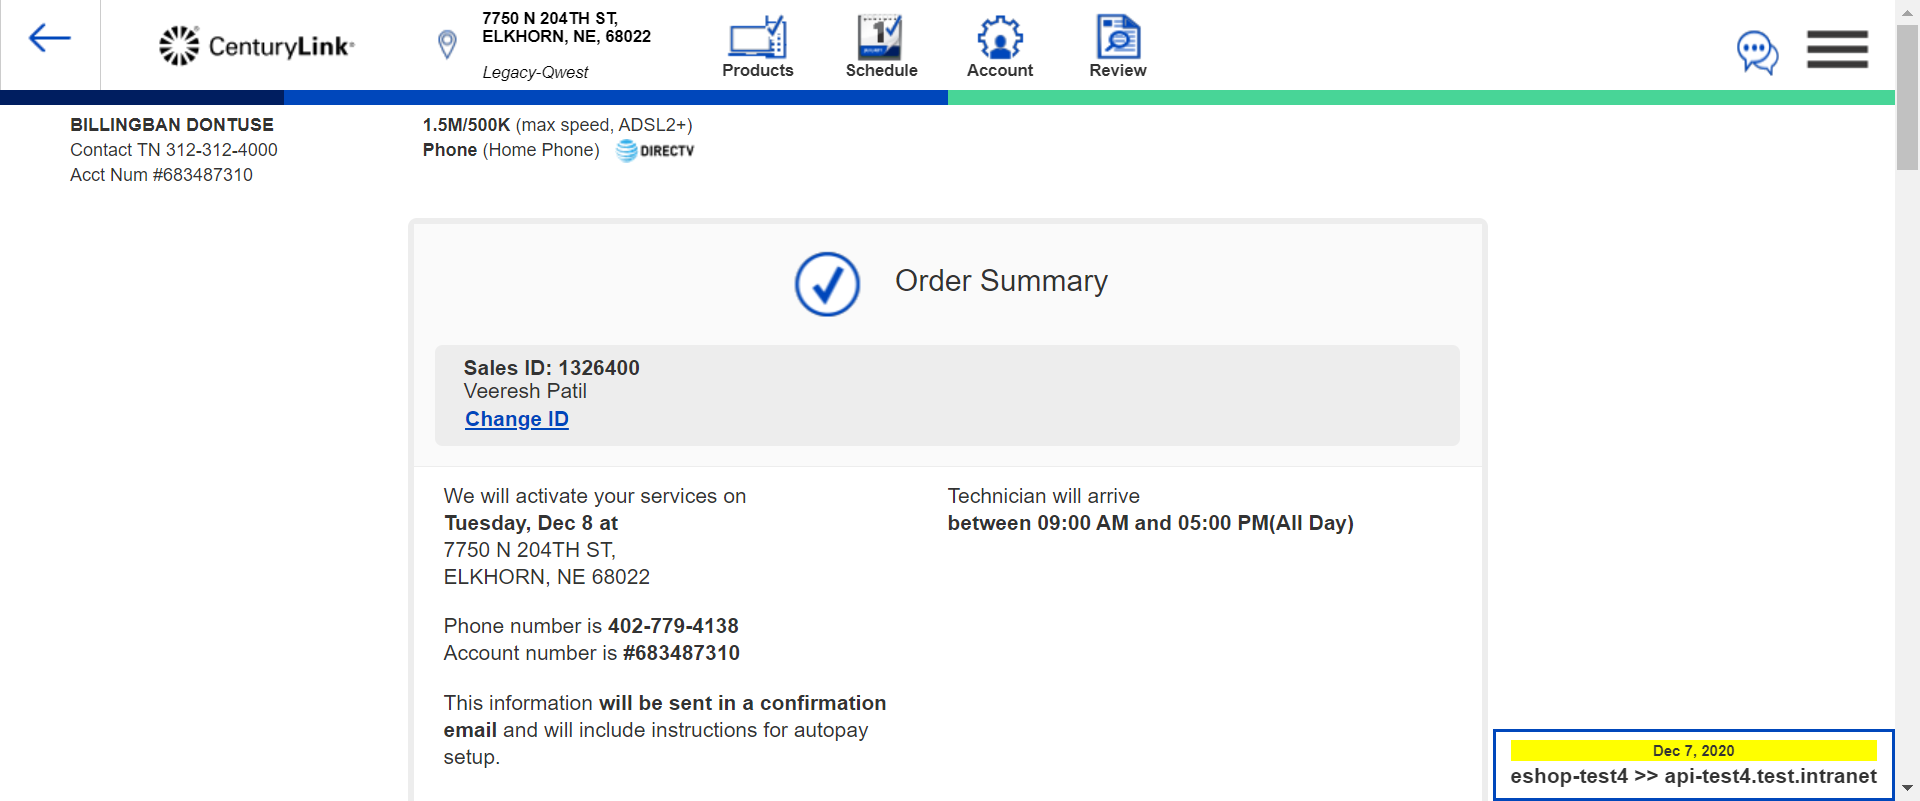 CenturyLink
7750 N 204TH ST,
ELKHORN, NE, 68022
Legacy-Qwest
Products
Schedule
Account
Review
BILLINGBAN DONTUSE
Contact TN 312-312-4000
Acct Num #683487310
1.5M/500K (max speed, ADSL2+)
Phone (Home Phone) DIRECTV
Order Summary
Sales ID: 1326400
Veeresh Patil
Change ID
We will activate your services on
Tuesday, Dec 8 at
7750 N 204TH ST,
ELKHORN, NE 68022
Technician will arrive
between 09:00 AM and 05:00 PM(All Day)
Phone number is 402-779-4138
Account number is #683487310
This information will be sent in a confirmation
email and will include instructions for autopay
setup.
Dec 7, 2020
eshop-test4 >> api-test4.test.intranet